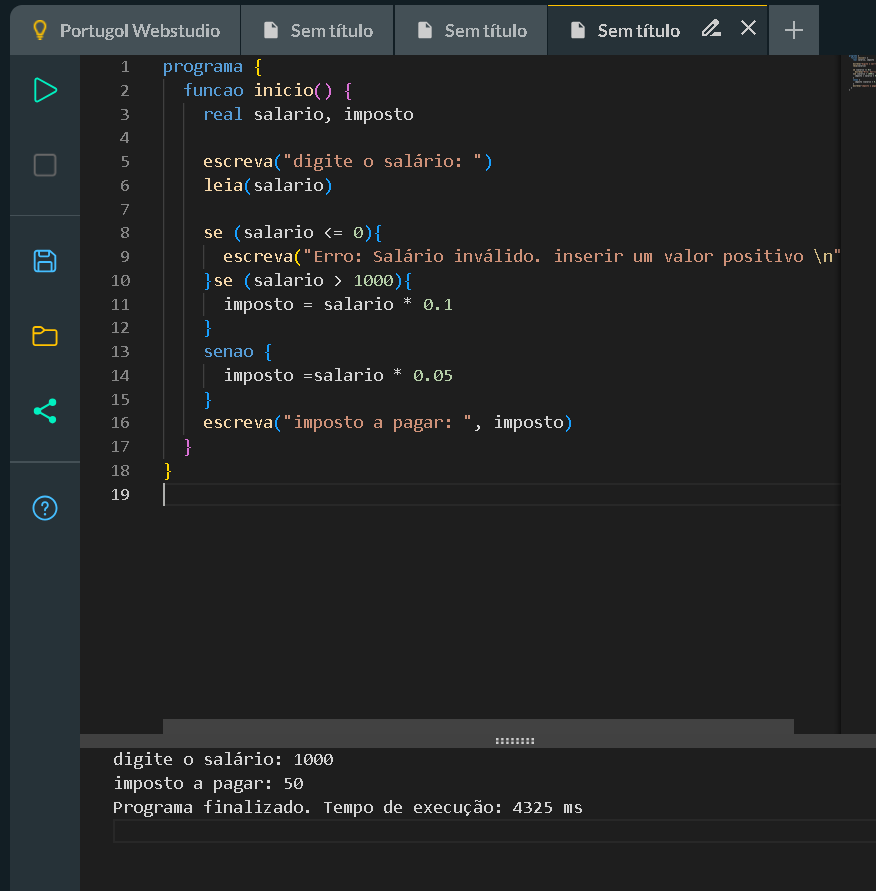 Portugol Webstudio Sem título Sem título Sem título
1 programa {
2 funcao inicio() {
3 real salario, imposto
4
5 escreva("digite o salário: ")
6 leia(salario)
7
8 se (salario <= 0){
9 escreva("Erro: Salário inválido. inserir um valor positivo \n"
10 }se (salario > 1000){
11 imposto = salario * 0.1
12 }
13 senao {
14 imposto =salario * 0.05
15 }
16 escreva("imposto a pagar: ", imposto)
17 }
18 }
19
digite o salário: 1000
imposto a pagar: 50
Programa finalizado. Tempo de execução: 4325 ms